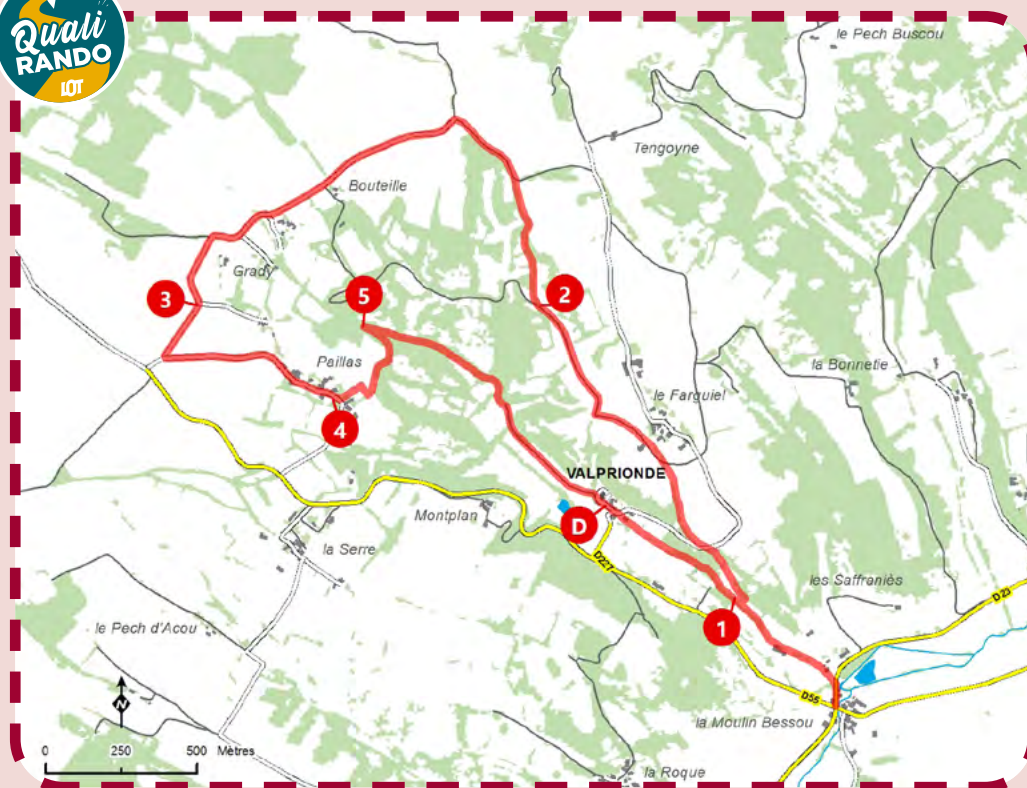 Quali
RANDO
LOT
le Pech Buscou
Tengoyne
Bouteille
Grady
3
5
2
Paillas
la Bonnetie
le Farguiel
4
VALPRIONDE
Montplan
D
la Serre
D227
les Saffraniès
D23
1
le Pech d'Acou
N
D55
la Moulin Bessou
0 250 500 Mètres
la Roque